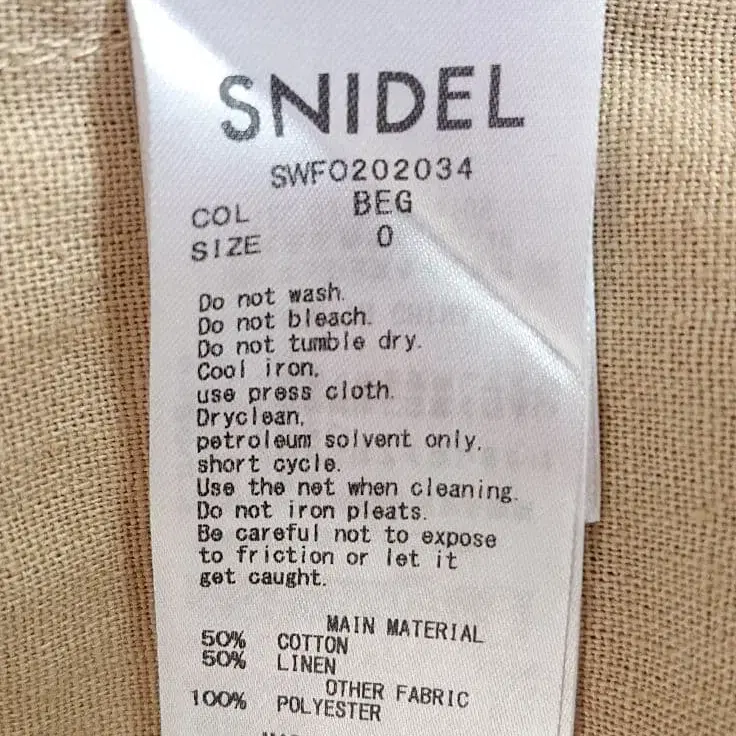 SNIDEL
SWFO202034
COL BEG
SIZE 0
Do not wash.
Do not bleach.
Do not tumble dry.
Cool iron,
use press cloth.
Dryclean,
petroleum solvent only,
short cycle.
Use the net when cleaning.
Do not iron pleats.
Be careful not to expose
to friction or let it
get caught.
MAIN MATERIAL
50% COTTON
50% LINEN
OTHER FABRIC
100% POLYESTER